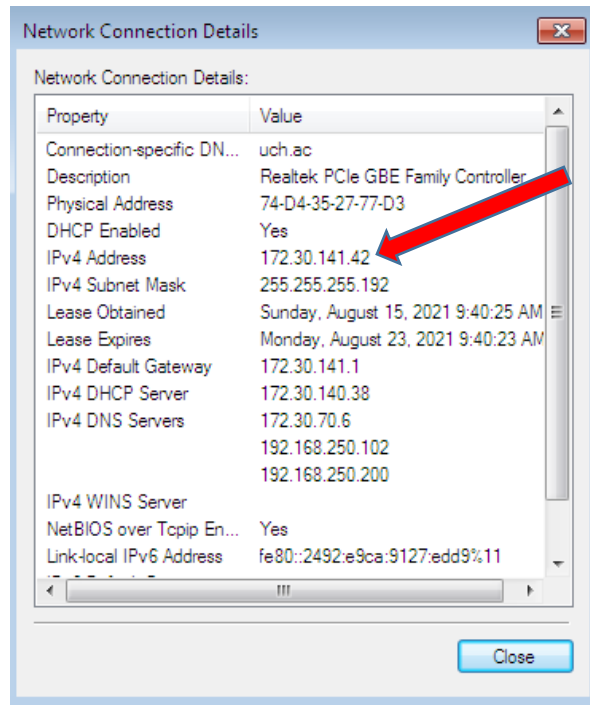 Network Connection Details
Network Connection Details:
Property Value
Connection-specific DN... uch.ac
Description Realtek PCIe GBE Family Controller
Physical Address 74-D4-35-27-77-D3
DHCP Enabled Yes
IPv4 Address 172.30.141.42
IPv4 Subnet Mask 255.255.255.192
Lease Obtained Sunday, August 15, 2021 9:40:25 AM
Lease Expires Monday, August 23, 2021 9:40:23 AM
IPv4 Default Gateway 172.30.141.1
IPv4 DHCP Server 172.30.140.38
IPv4 DNS Servers 172.30.70.6
192.168.250.102
192.168.250.200
IPv4 WINS Server
NetBIOS over Tcpip En... Yes
Link-local IPv6 Address fe80::2492:e9ca:9127:edd9%11
Close